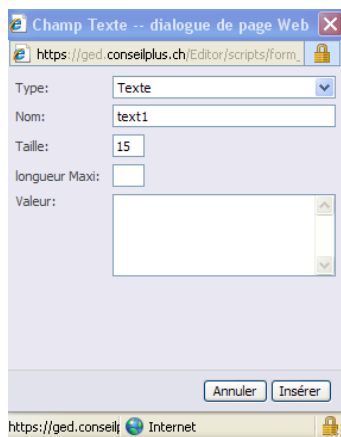 Champ Texte -- dialogue de page Web
https://ged.conseilplus.ch/Editor/scripts/form_
Type: Texte
Nom: text1
Taille: 15
longueur Maxi:
Valeur:
Annuler Insérer
https://ged.conseil Internet